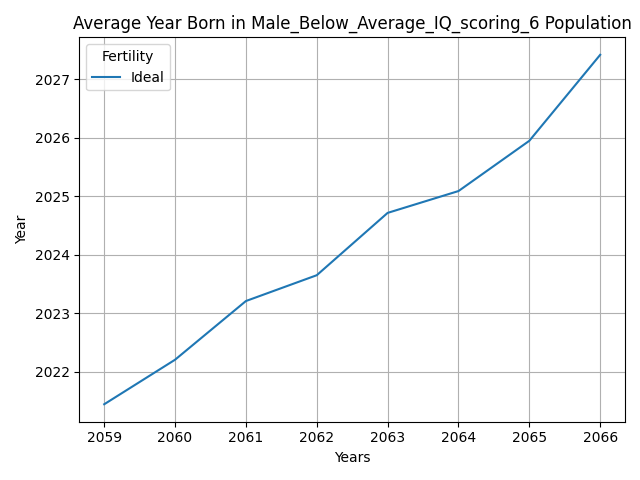 Average Year Born in Male_Below_Average_IQ_scoring_6 Population
Fertility
Ideal
2027
2026
2025
2024
2023
2022
Year
2059 2060 2061 2062 2063 2064 2065 2066
Years